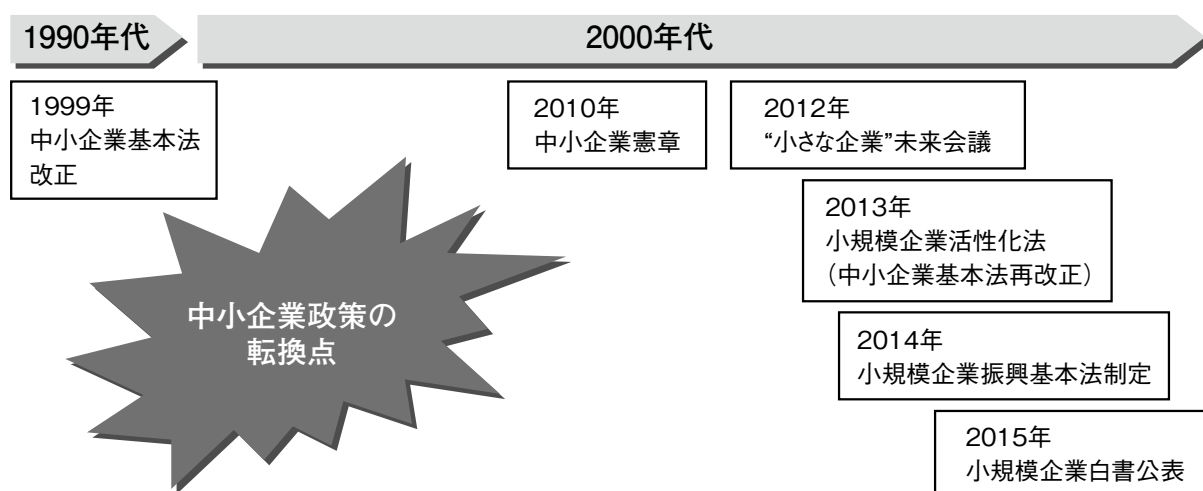 1990年代
2000年代
1999年
中小企業基本法
改正
2010年
中小企業憲章
2012年
“小さな企業”未来会議
2013年
小規模企業活性化法
（中小企業基本法再改正）
2014年
小規模企業振興基本法制定
2015年
小規模企業白書公表
中小企業政策の
転換点